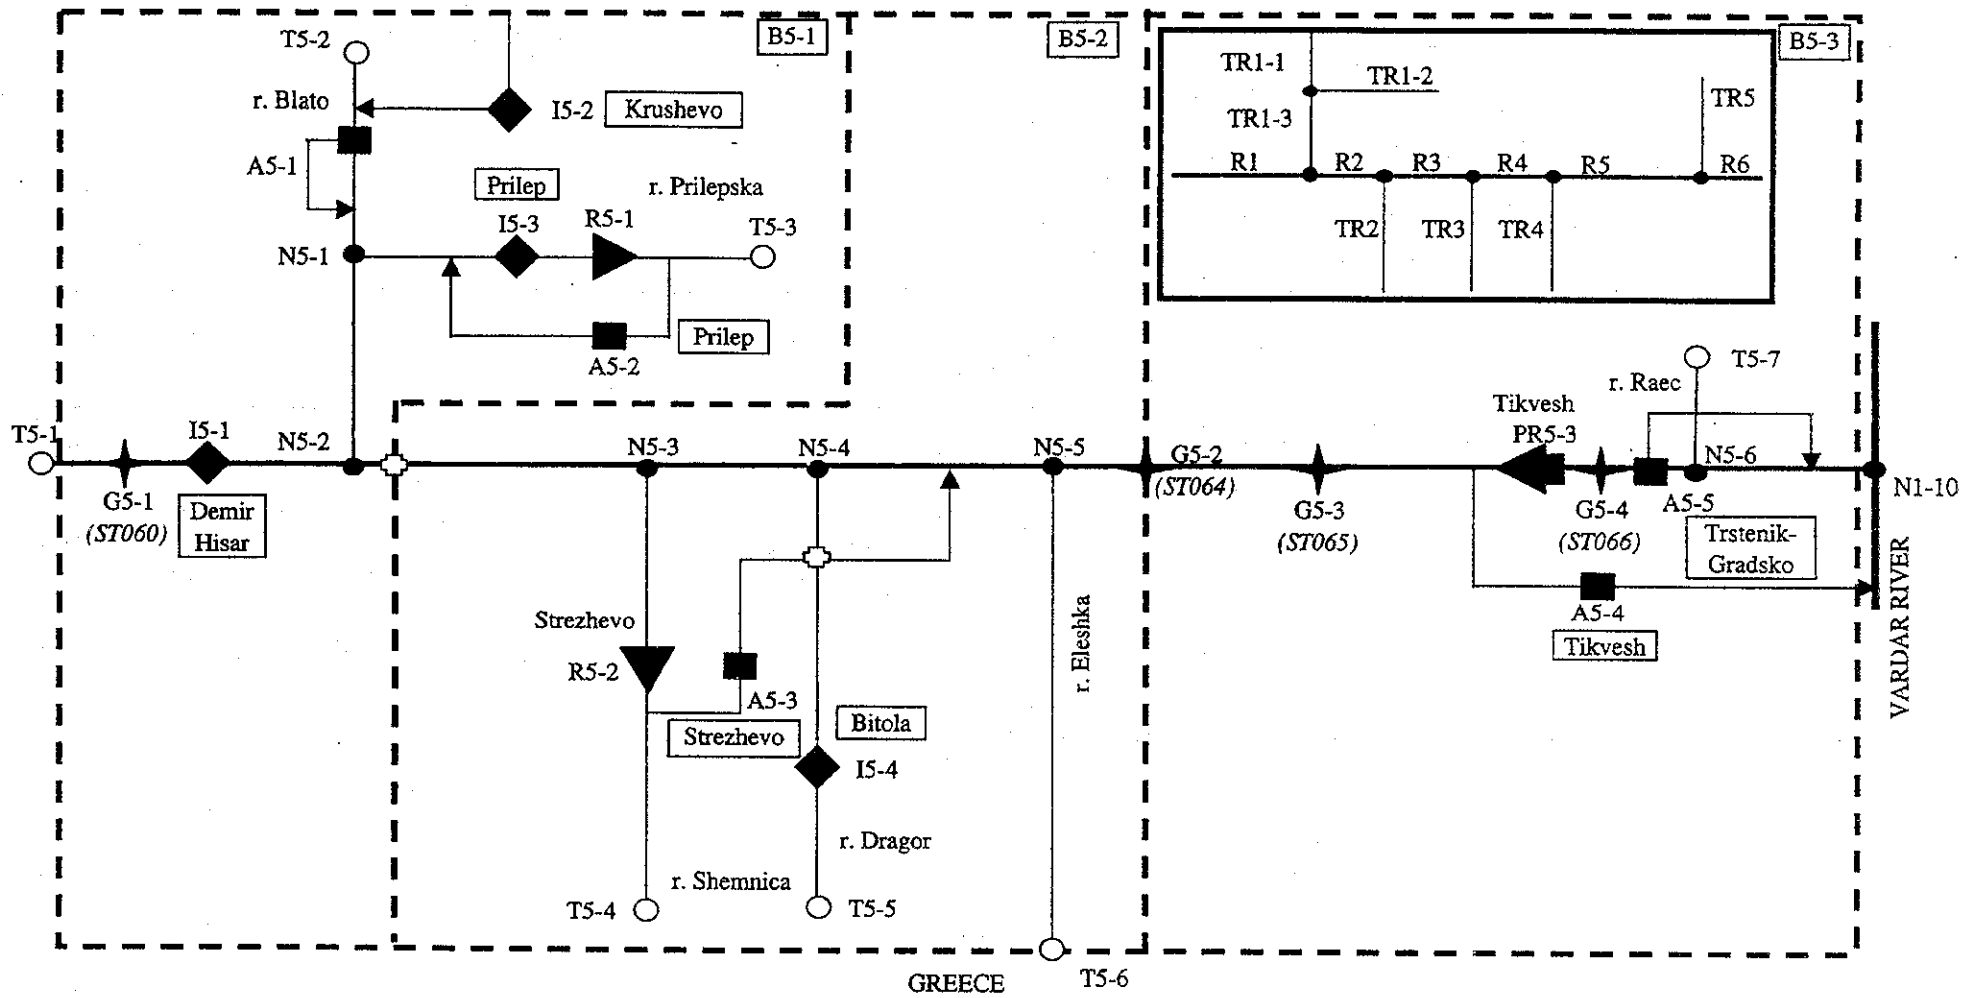 B5-1
B5-2
B5-3
T5-2
r. Blato
I5-2
Krushevo
A5-1
Prilep
r. Prilepska
I5-3
R5-1
T5-3
N5-1
A5-2
Prilep
TR1-1
TR1-2
TR1-3
TR5
R1
R2
R3
R4
R5
R6
TR2
TR3
TR4
T5-1
I5-1
N5-2
G5-1
(ST060)
Demir
Hisar
N5-3
N5-4
N5-5
G5-2
(ST064)
G5-3
(ST065)
Tikvesh
PR5-3
r. Raec
T5-7
N5-6
G5-4
(ST066)
A5-5
Trstenik-
Gradsko
N1-10
A5-4
Tikvesh
VARDAR RIVER
Strezhevo
R5-2
A5-3
Strezhevo
Bitola
I5-4
r. Eleshka
r. Dragor
r. Shemnica
T5-4
T5-5
T5-6
GREECE